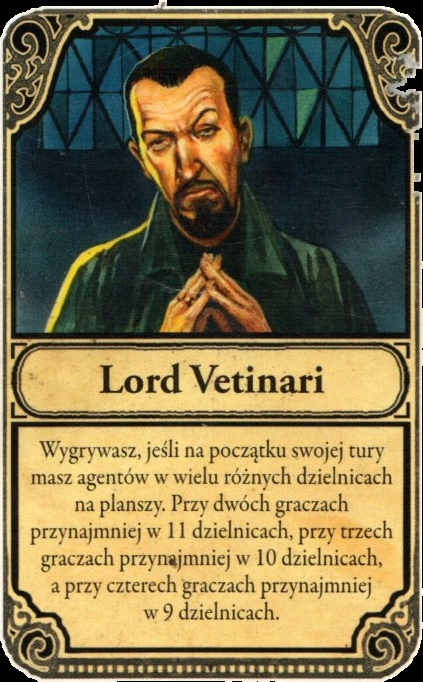 Lord Vetinari
Wygrywasz, jeśli na początku swojej tury
masz agentów w wielu różnych dzielnicach
na planszy. Przy dwóch graczach
przynajmniej w 11 dzielnicach, przy trzech
graczach przynajmniej w 10 dzielnicach,
a przy czterech graczach przynajmniej
w 9 dzielnicach.